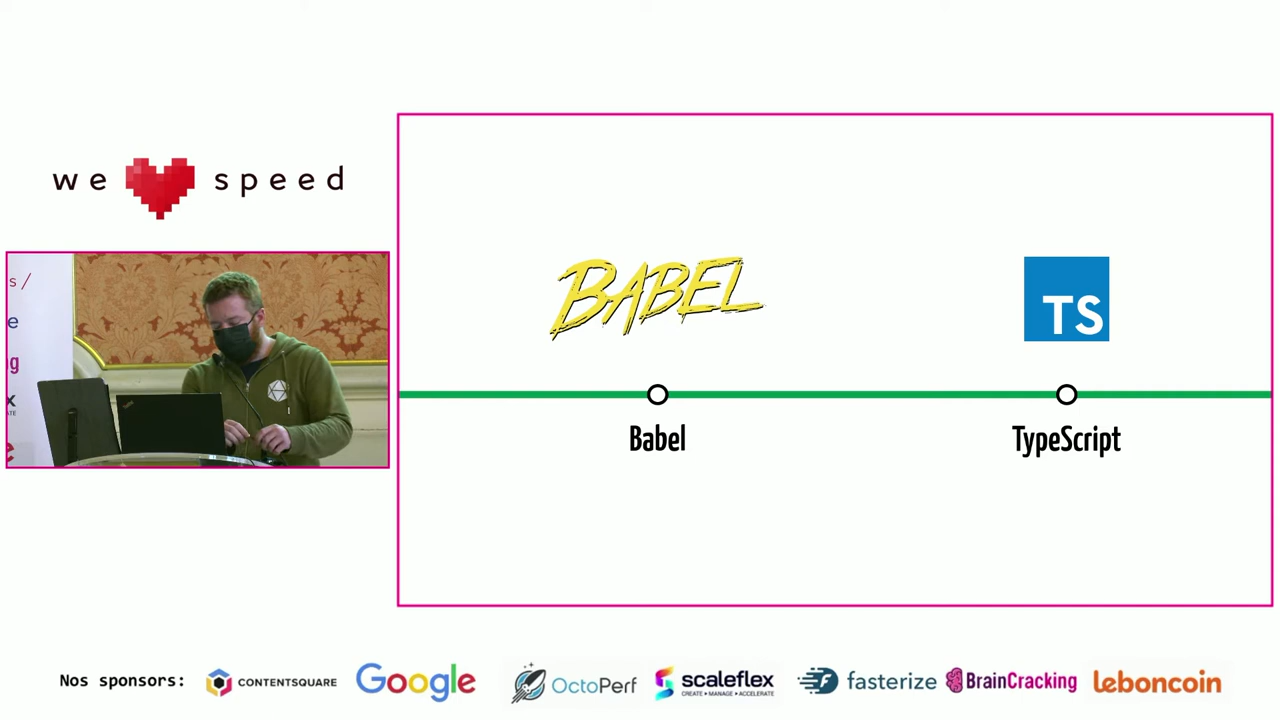 we speed
s/
e
g
x
e
BABEL
TS
Babel
TypeScript
Nos sponsors:
CONTENTSQUARE
Google
OctoPerf
scaleflex
CREATE • MANAGE • ACCELERATE
fasterize
BrainCracking
leboncoin